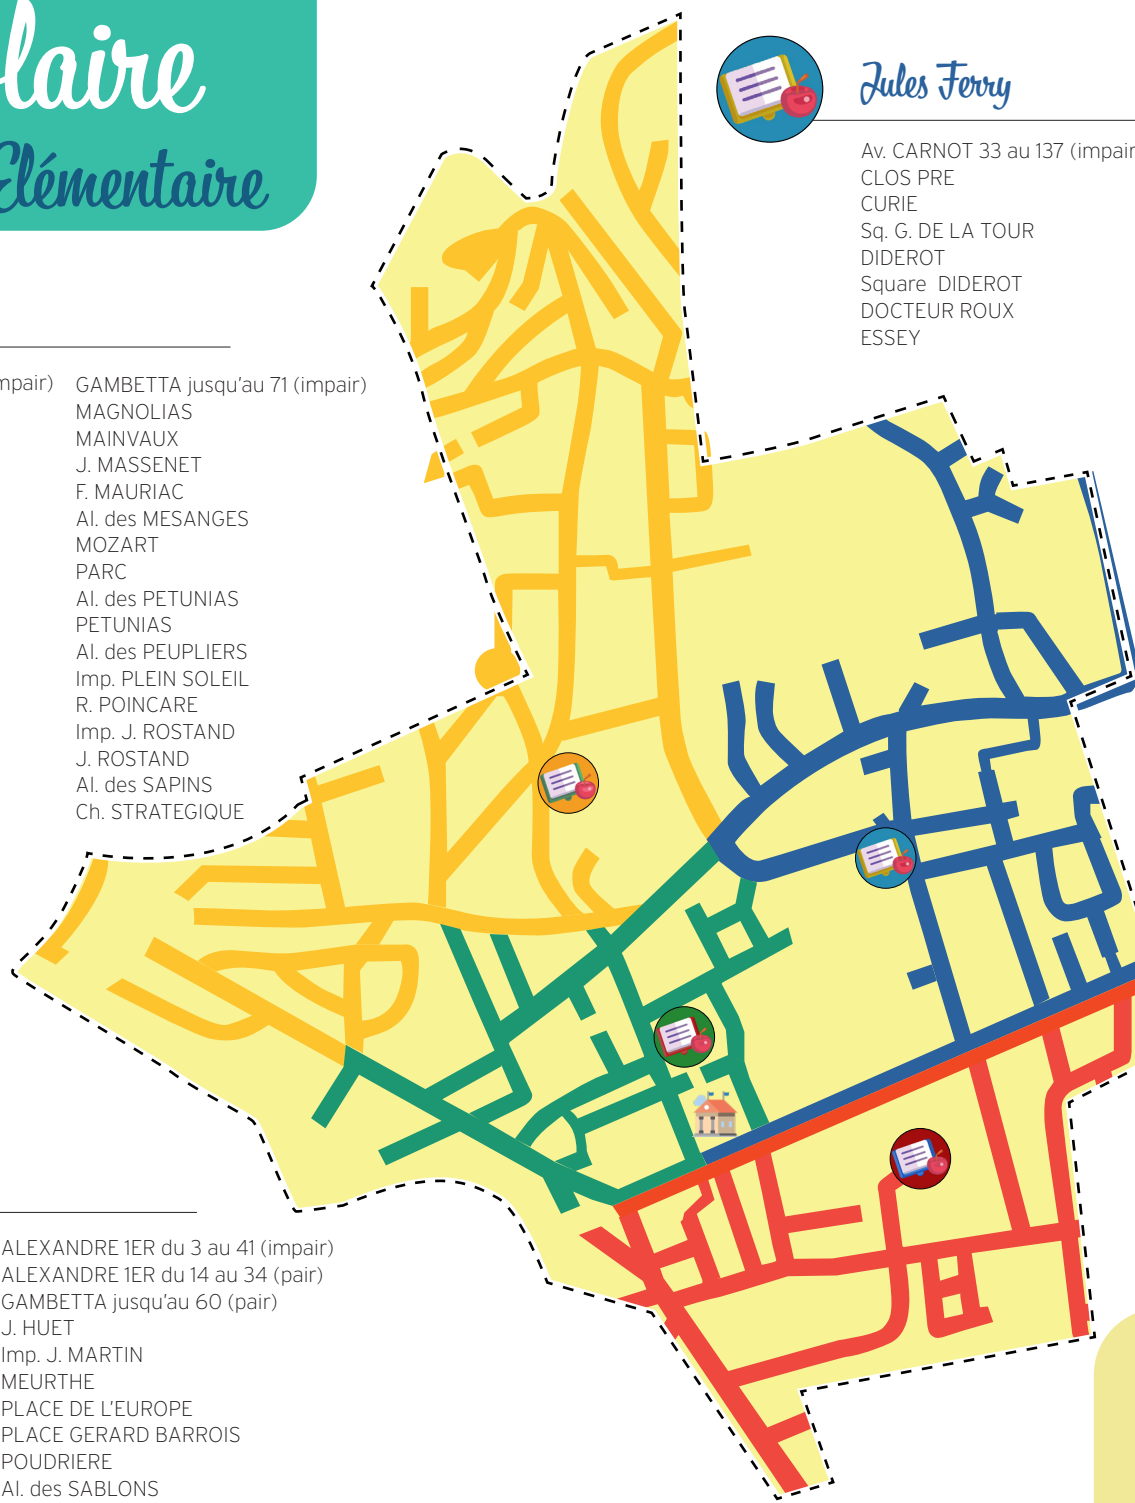 laire
Elémentaire
Jules Ferry
Av. CARNOT 33 au 137 (impair
CLOS PRE
CURIE
Sq. G. DE LA TOUR
DIDEROT
Square DIDEROT
DOCTEUR ROUX
ESSEY
mpair)
GAMBETTA jusqu'au 71 (impair)
MAGNOLIAS
MAINVAUX
J. MASSENET
F. MAURIAC
Al. des MESANGES
MOZART
PARC
Al. des PETUNIAS
PETUNIAS
Al. des PEUPLIERS
Imp. PLEIN SOLEIL
R. POINCARE
Imp. J. ROSTAND
J. ROSTAND
Al. des SAPINS
Ch. STRATEGIQUE
ALEXANDRE 1ER du 3 au 41 (impair)
ALEXANDRE 1ER du 14 au 34 (pair)
GAMBETTA jusqu'au 60 (pair)
J. HUET
Imp. J. MARTIN
MEURTHE
PLACE DE L'EUROPE
PLACE GERARD BARROIS
POUDRIERE
Al. des SABLONS